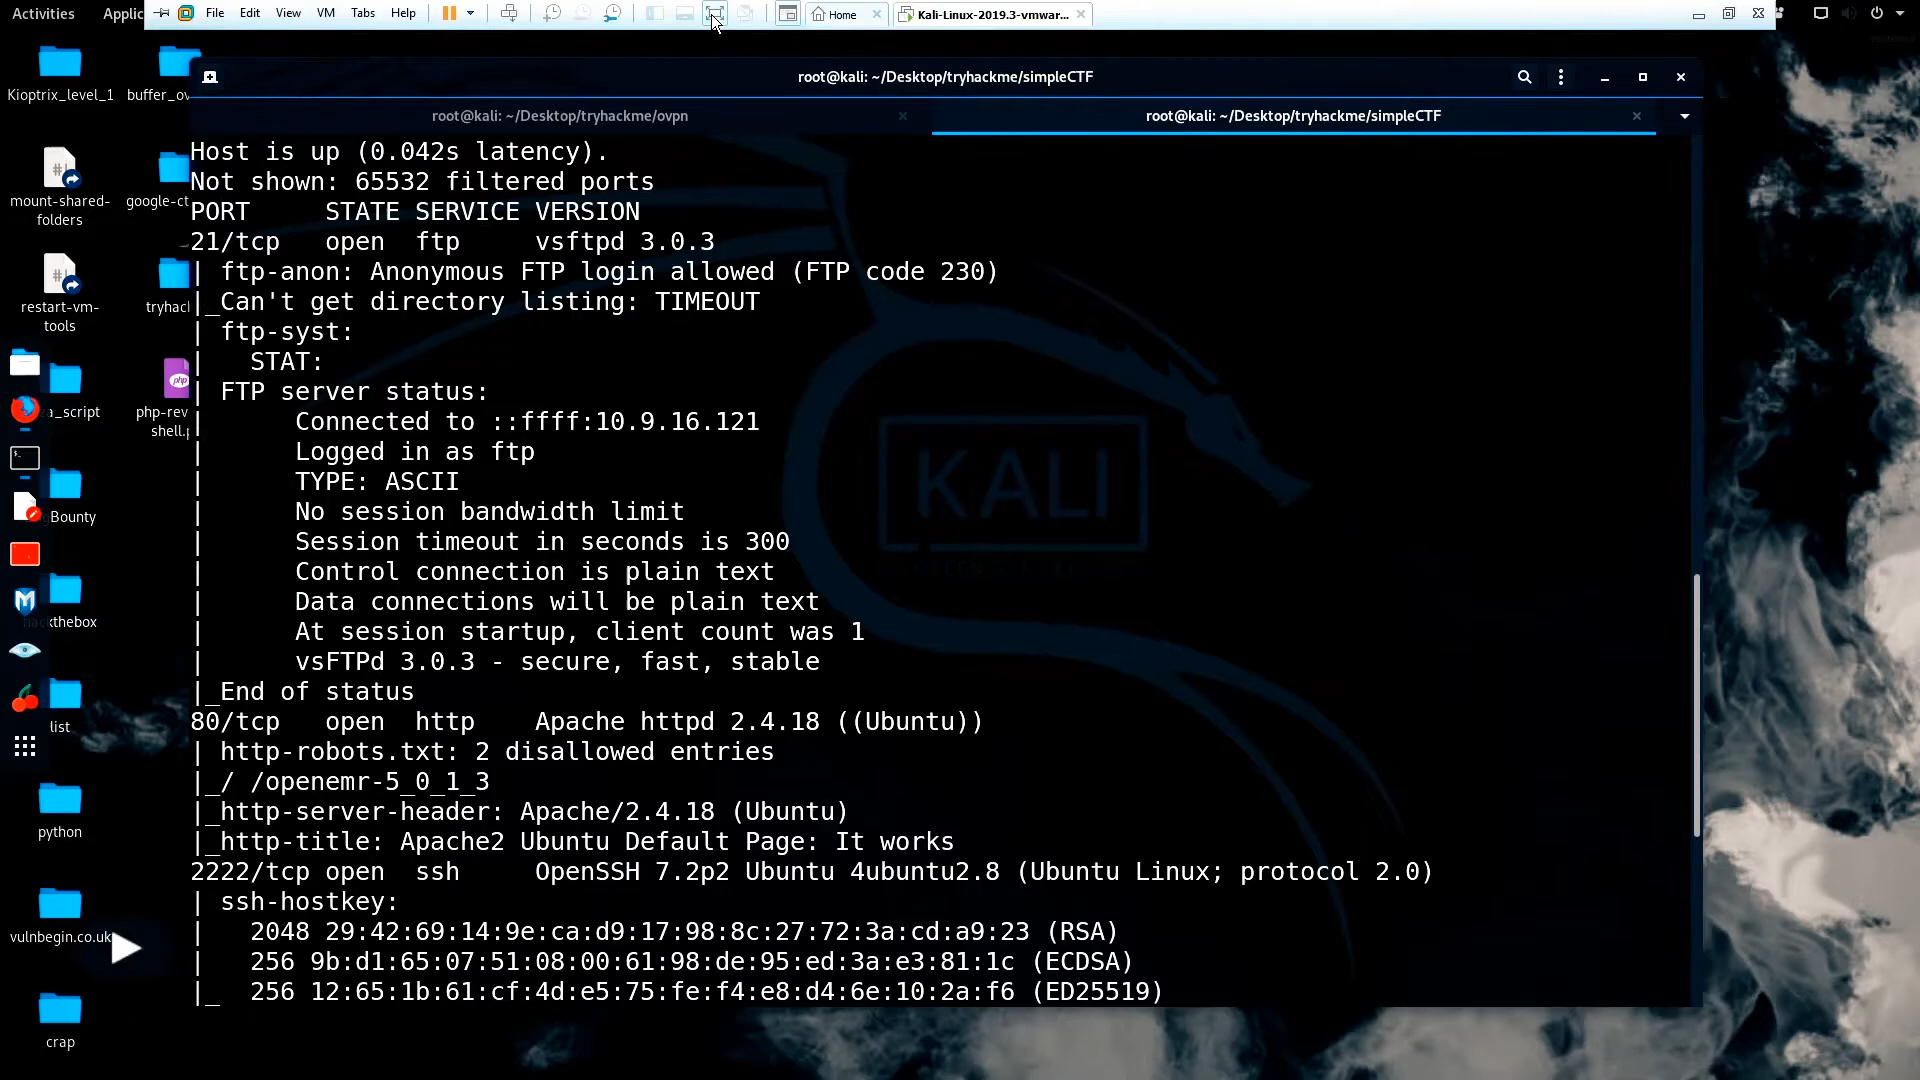 Activities
Applic
File Edit View VM Tabs Help
Home
Kali-Linux-2019.3-vmwar...
root@kali: ~/Desktop/tryhackme/simpleCTF
root@kali: ~/Desktop/tryhackme/ovpn
root@kali: ~/Desktop/tryhackme/simpleCTF
Host is up (0.042s latency).
Not shown: 65532 filtered ports
PORT     STATE SERVICE VERSION
21/tcp   open  ftp     vsftpd 3.0.3
| ftp-anon: Anonymous FTP login allowed (FTP code 230)
|_Can't get directory listing: TIMEOUT
| ftp-syst:
|   STAT:
| FTP server status:
|      Connected to ::ffff:10.9.16.121
|      Logged in as ftp
|      TYPE: ASCII
|      No session bandwidth limit
|      Session timeout in seconds is 300
|      Control connection is plain text
|      Data connections will be plain text
|      At session startup, client count was 1
|      vsFTPd 3.0.3 - secure, fast, stable
|_End of status
80/tcp   open  http    Apache httpd 2.4.18 ((Ubuntu))
| http-robots.txt: 2 disallowed entries
|_/ /openemr-5_0_1_3
|_http-server-header: Apache/2.4.18 (Ubuntu)
|_http-title: Apache2 Ubuntu Default Page: It works
2222/tcp open  ssh     OpenSSH 7.2p2 Ubuntu 4ubuntu2.8 (Ubuntu Linux; protocol 2.0)
| ssh-hostkey:
|   2048 29:42:69:14:9e:ca:d9:17:98:8c:27:72:3a:cd:a9:23 (RSA)
|   256 9b:d1:65:07:51:08:00:61:98:de:95:ed:3a:e3:81:1c (ECDSA)
|_  256 12:65:1b:61:cf:4d:e5:75:fe:f4:e8:d4:6e:10:2a:f6 (ED25519)
KALI
Kioptrix_level_1
buffer_ov
mount-shared-
folders
google-ct
restart-vm-
tools
tryhacl
a_script
php-rev
shell.p
php
Bounty
hackthebox
list
python
vulnbegin.co.uk
crap